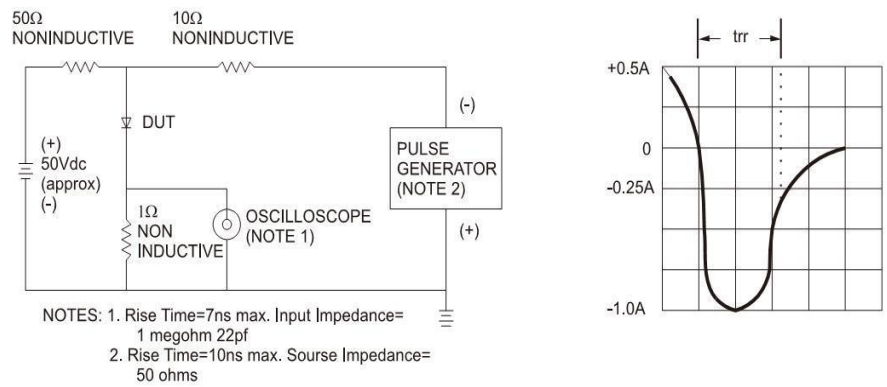 50Ω
NONINDUCTIVE
10Ω
NONINDUCTIVE
DUT
(+)
50Vdc
(approx)
(-)
1Ω
NON
INDUCTIVE
OSCILLOSCOPE
(NOTE 1)
(-)
PULSE
GENERATOR
(NOTE 2)
(+)
NOTES: 1. Rise Time=7ns max. Input Impedance=
1 megohm 22pf
2. Rise Time=10ns max. Sourse Impedance=
50 ohms
trr
+0.5A
0
-0.25A
-1.0A